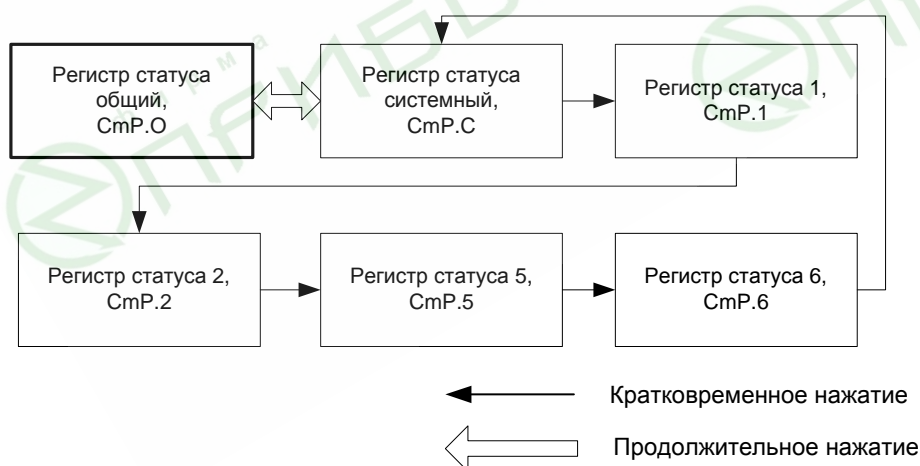 Регистр статуса
общий,
СтР.О
Регистр статуса
системный,
СтР.С
Регистр статуса 1,
СтР.1
Регистр статуса 2,
СтР.2
Регистр статуса 5,
СтР.5
Регистр статуса 6,
СтР.6
Кратковременное нажатие
Продолжительное нажатие